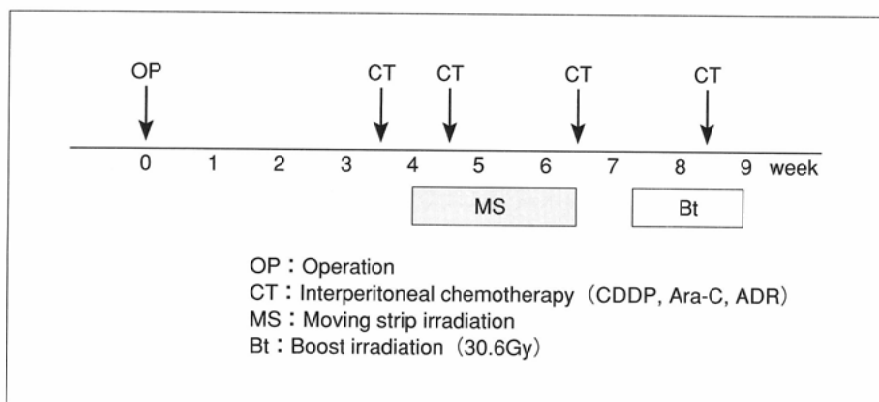 OP CT CT CT CT
0 1 2 3 4 5 6 7 8 9 week
MS Bt
OP：Operation
CT：Interperitoneal chemotherapy（CDDP, Ara-C, ADR）
MS：Moving strip irradiation
Bt：Boost irradiation（30.6Gy）